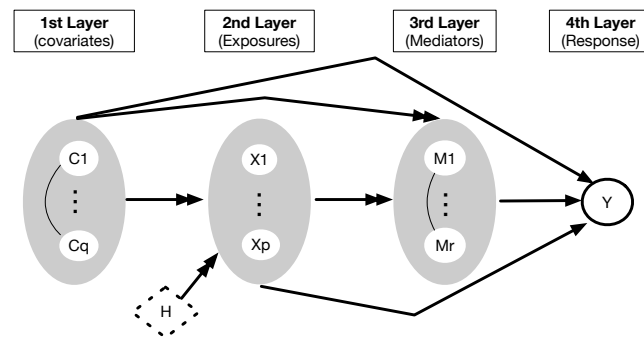 1st Layer
(covariates)
2nd Layer
(Exposures)
3rd Layer
(Mediators)
4th Layer
(Response)
C1
⋮
Cq
X1
⋮
Xp
M1
⋮
Mr
Y
H